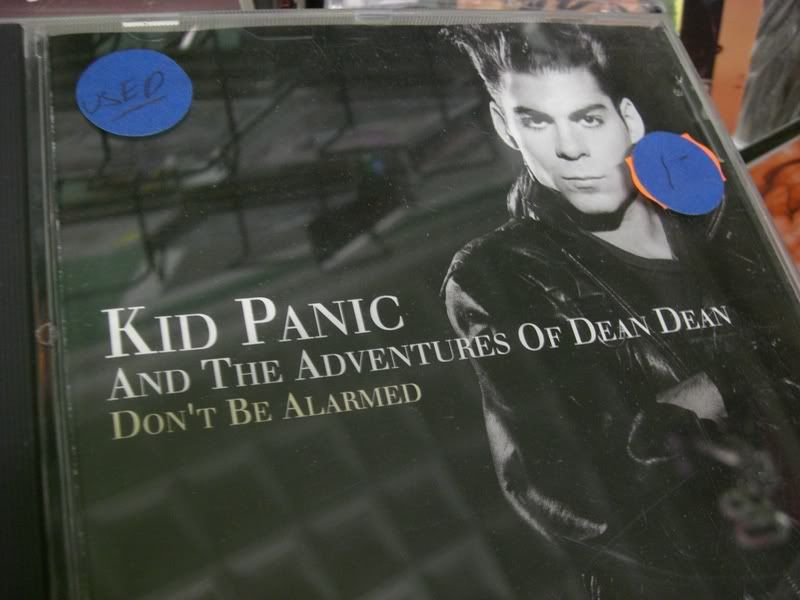 USED
KID PANIC
AND THE ADVENTURES OF DEAN DEAN
DON'T BE ALARMED